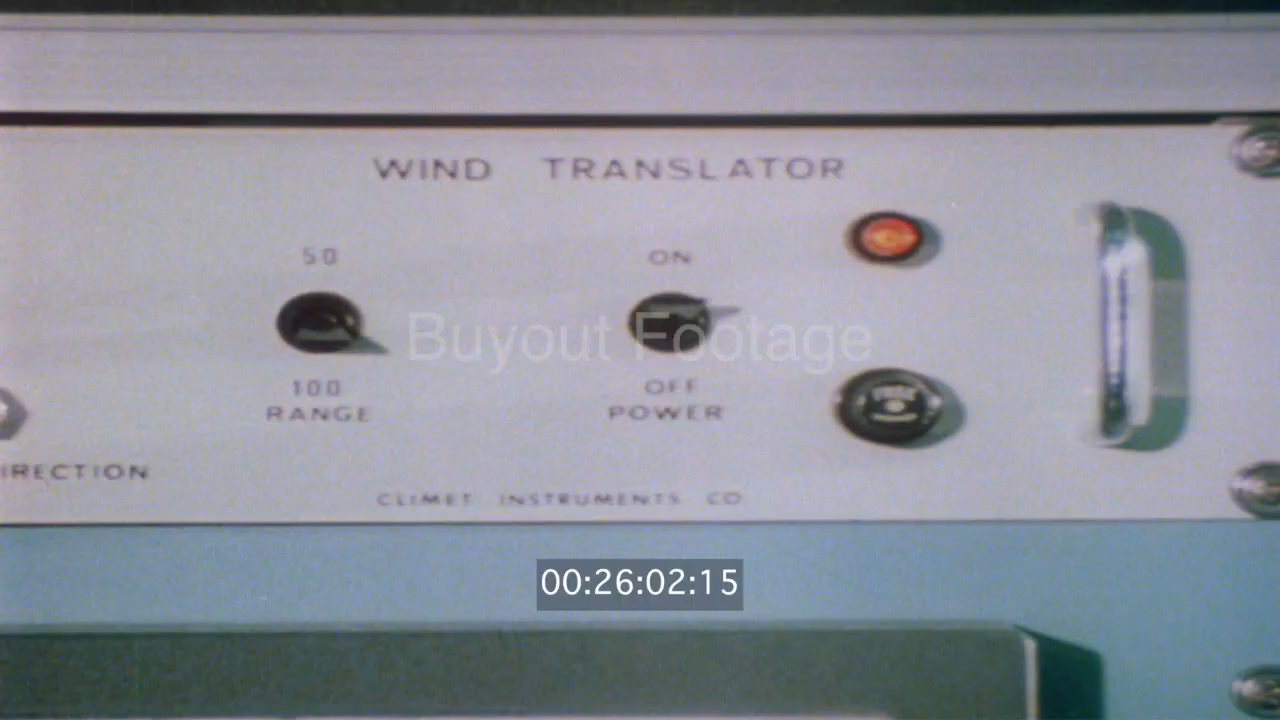 WIND TRANSLATOR
50
ON
Buyout Footage
100
OFF
RANGE
POWER
IRECTION
CLIMET INSTRUMENTS CO
00:26:02:15